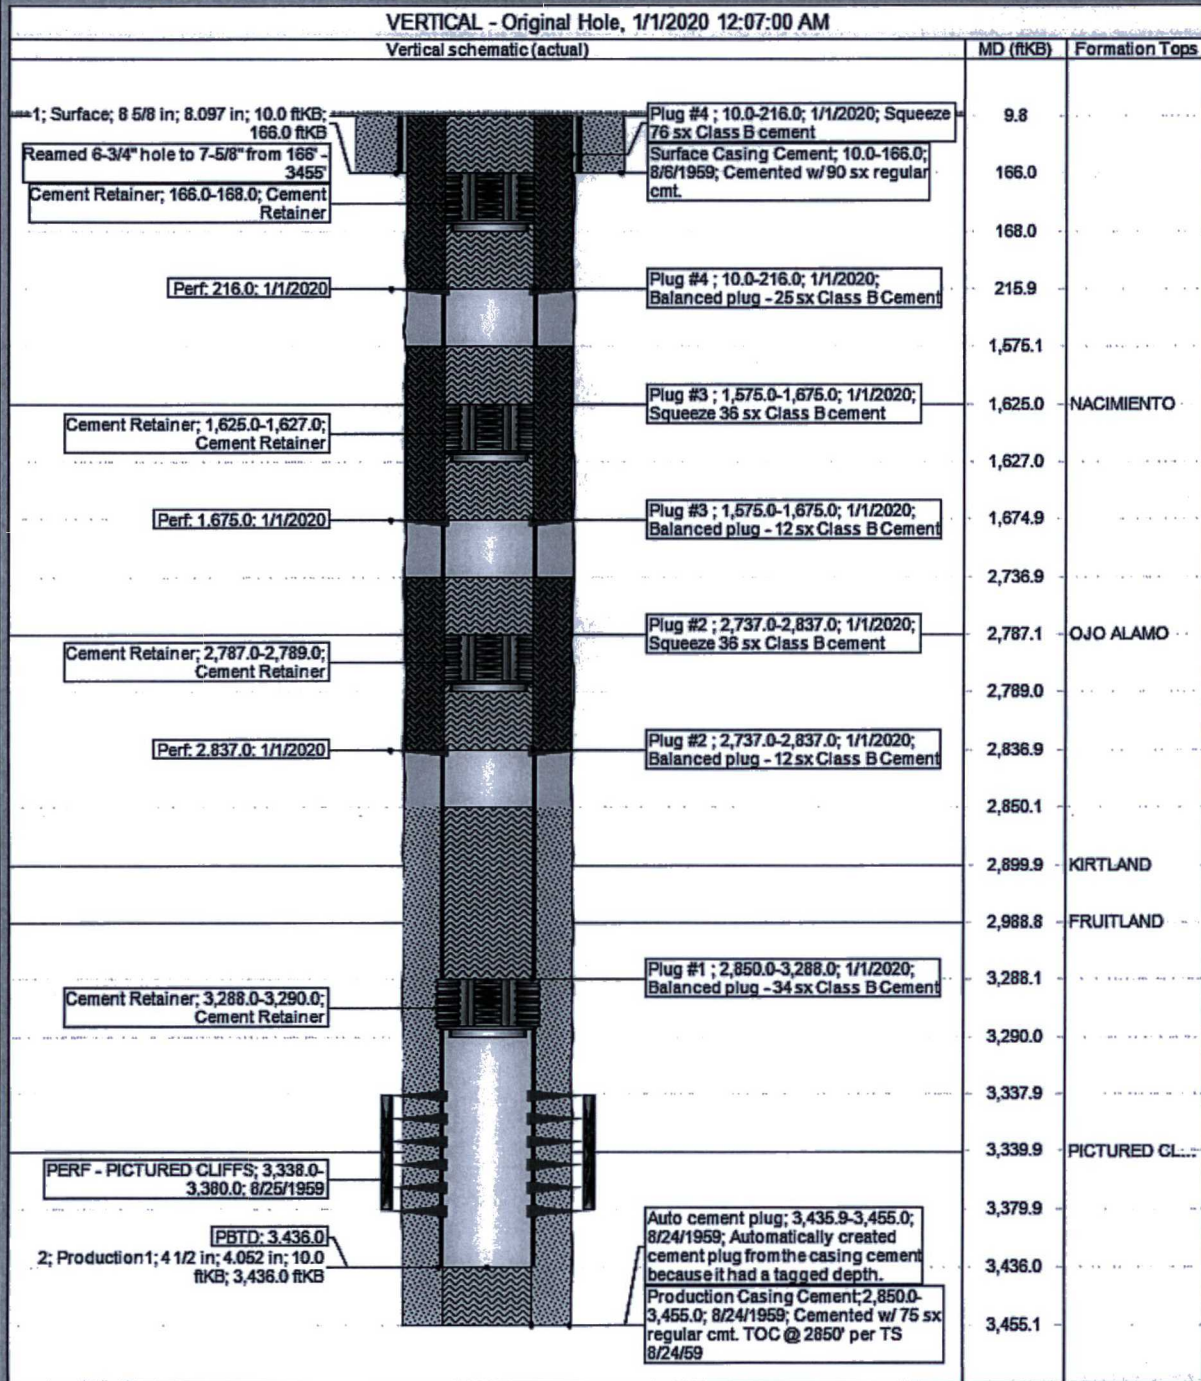 VERTICAL - Original Hole, 1/1/2020 12:07:00 AM
Vertical schematic (actual)
MD (ftKB)
Formation Tops
1; Surface; 8 5/8 in; 8.097 in; 10.0 ftKB;
166.0 ftKB
Reamed 6-3/4" hole to 7-5/8" from 166' -
3455'
Cement Retainer; 166.0-168.0; Cement
Retainer
Plug #4 ; 10.0-216.0; 1/1/2020; Squeeze
76 sx Class B cement
Surface Casing Cement; 10.0-166.0;
8/6/1959; Cemented w/ 90 sx regular
cmt.
9.8
166.0
168.0
Perf: 216.0; 1/1/2020
Plug #4 ; 10.0-216.0; 1/1/2020;
Balanced plug - 25 sx Class B Cement
215.9
1,575.1
Plug #3 ; 1,575.0-1,675.0; 1/1/2020;
Squeeze 36 sx Class B cement
1,625.0
NACIMIENTO
Cement Retainer; 1,625.0-1,627.0;
Cement Retainer
1,627.0
Perf: 1,675.0; 1/1/2020
Plug #3 ; 1,575.0-1,675.0; 1/1/2020;
Balanced plug - 12 sx Class B Cement
1,674.9
2,736.9
Plug #2 ; 2,737.0-2,837.0; 1/1/2020;
Squeeze 36 sx Class B cement
2,787.1
OJO ALAMO
Cement Retainer; 2,787.0-2,789.0;
Cement Retainer
2,789.0
Perf: 2,837.0; 1/1/2020
Plug #2 ; 2,737.0-2,837.0; 1/1/2020;
Balanced plug - 12 sx Class B Cement
2,836.9
2,850.1
2,899.9
KIRTLAND
2,988.8
FRUITLAND
Plug #1 ; 2,850.0-3,288.0; 1/1/2020;
Balanced plug - 34 sx Class B Cement
3,288.1
Cement Retainer; 3,288.0-3,290.0;
Cement Retainer
3,290.0
3,337.9
3,339.9
PICTURED CL...
PERF - PICTURED CLIFFS; 3,338.0-
3,380.0; 8/25/1959
3,379.9
PBTD; 3,436.0
2; Production1; 4 1/2 in; 4.052 in; 10.0
ftKB; 3,436.0 ftKB
Auto cement plug; 3,435.9-3,455.0;
8/24/1959; Automatically created
cement plug from the casing cement
because it had a tagged depth.
3,436.0
Production Casing Cement; 2,850.0-
3,455.0; 8/24/1959; Cemented w/ 75 sx
regular cmt. TOC @ 2850' per TS
8/24/59
3,455.1